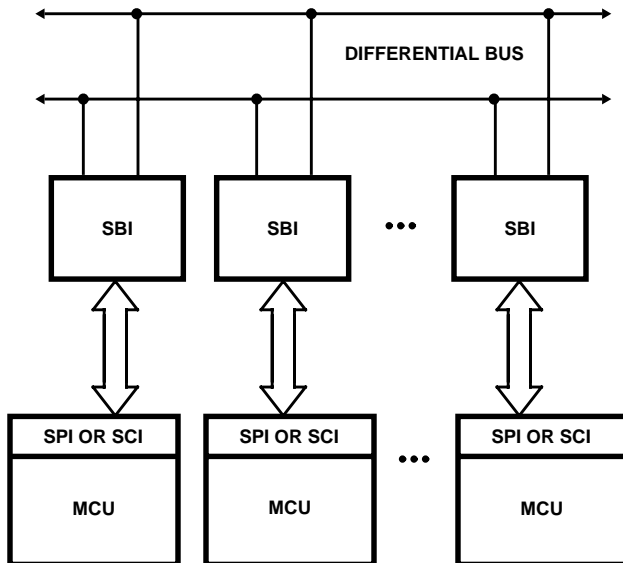 DIFFERENTIAL BUS
SBI SBI ••• SBI
SPI OR SCI SPI OR SCI ••• SPI OR SCI
MCU MCU MCU